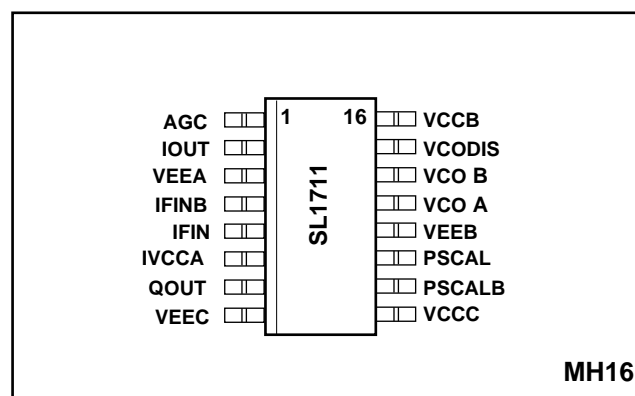 AGC 1 16 VCCB
IOUT VCODIS
VEEA VCO B
IFINB VCO A
IFIN VEEB
IVCCA PSCAL
QOUT PSCALB
VEEC VCCC
SL1711
MH16